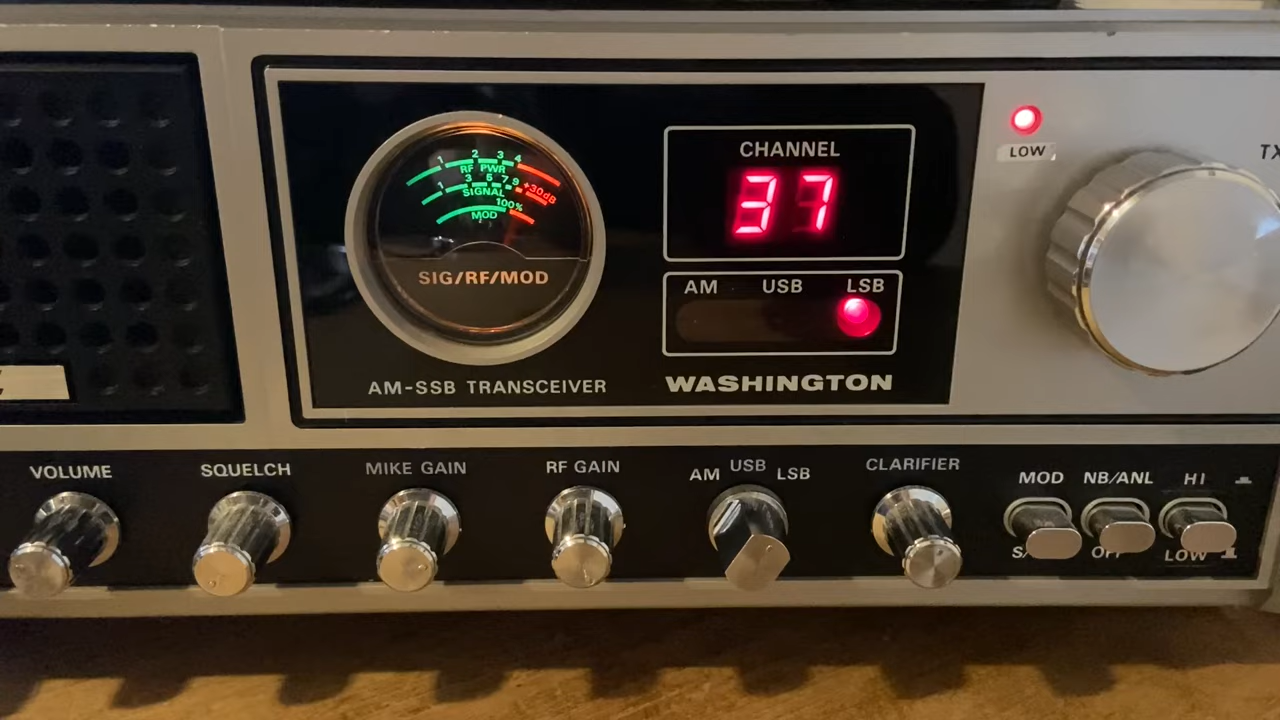 1 2 3 4
RF PWR
1 3 5 7 9 +30dB
SIGNAL
100%
MOD
SIG/RF/MOD
AM-SSB TRANSCEIVER
CHANNEL
37
AM USB LSB
WASHINGTON
LOW
TX
VOLUME SQUELCH MIKE GAIN RF GAIN AM USB LSB CLARIFIER MOD NB/ANL HI
OFF LOW